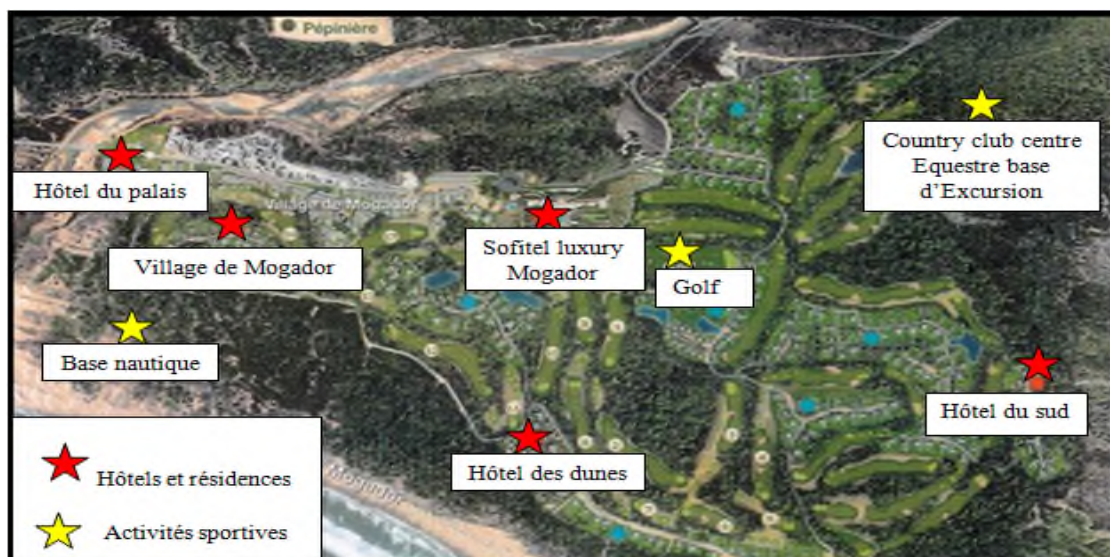 Pépinière
Hôtel du palais
Country club centre
Equestre base
d'Excursion
Village de Mogador
Village de Mogador
Sofitel luxury
Mogador
Golf
Base nautique
Hôtel du sud
Hôtel des dunes
Mogador
Hôtels et résidences
Activités sportives